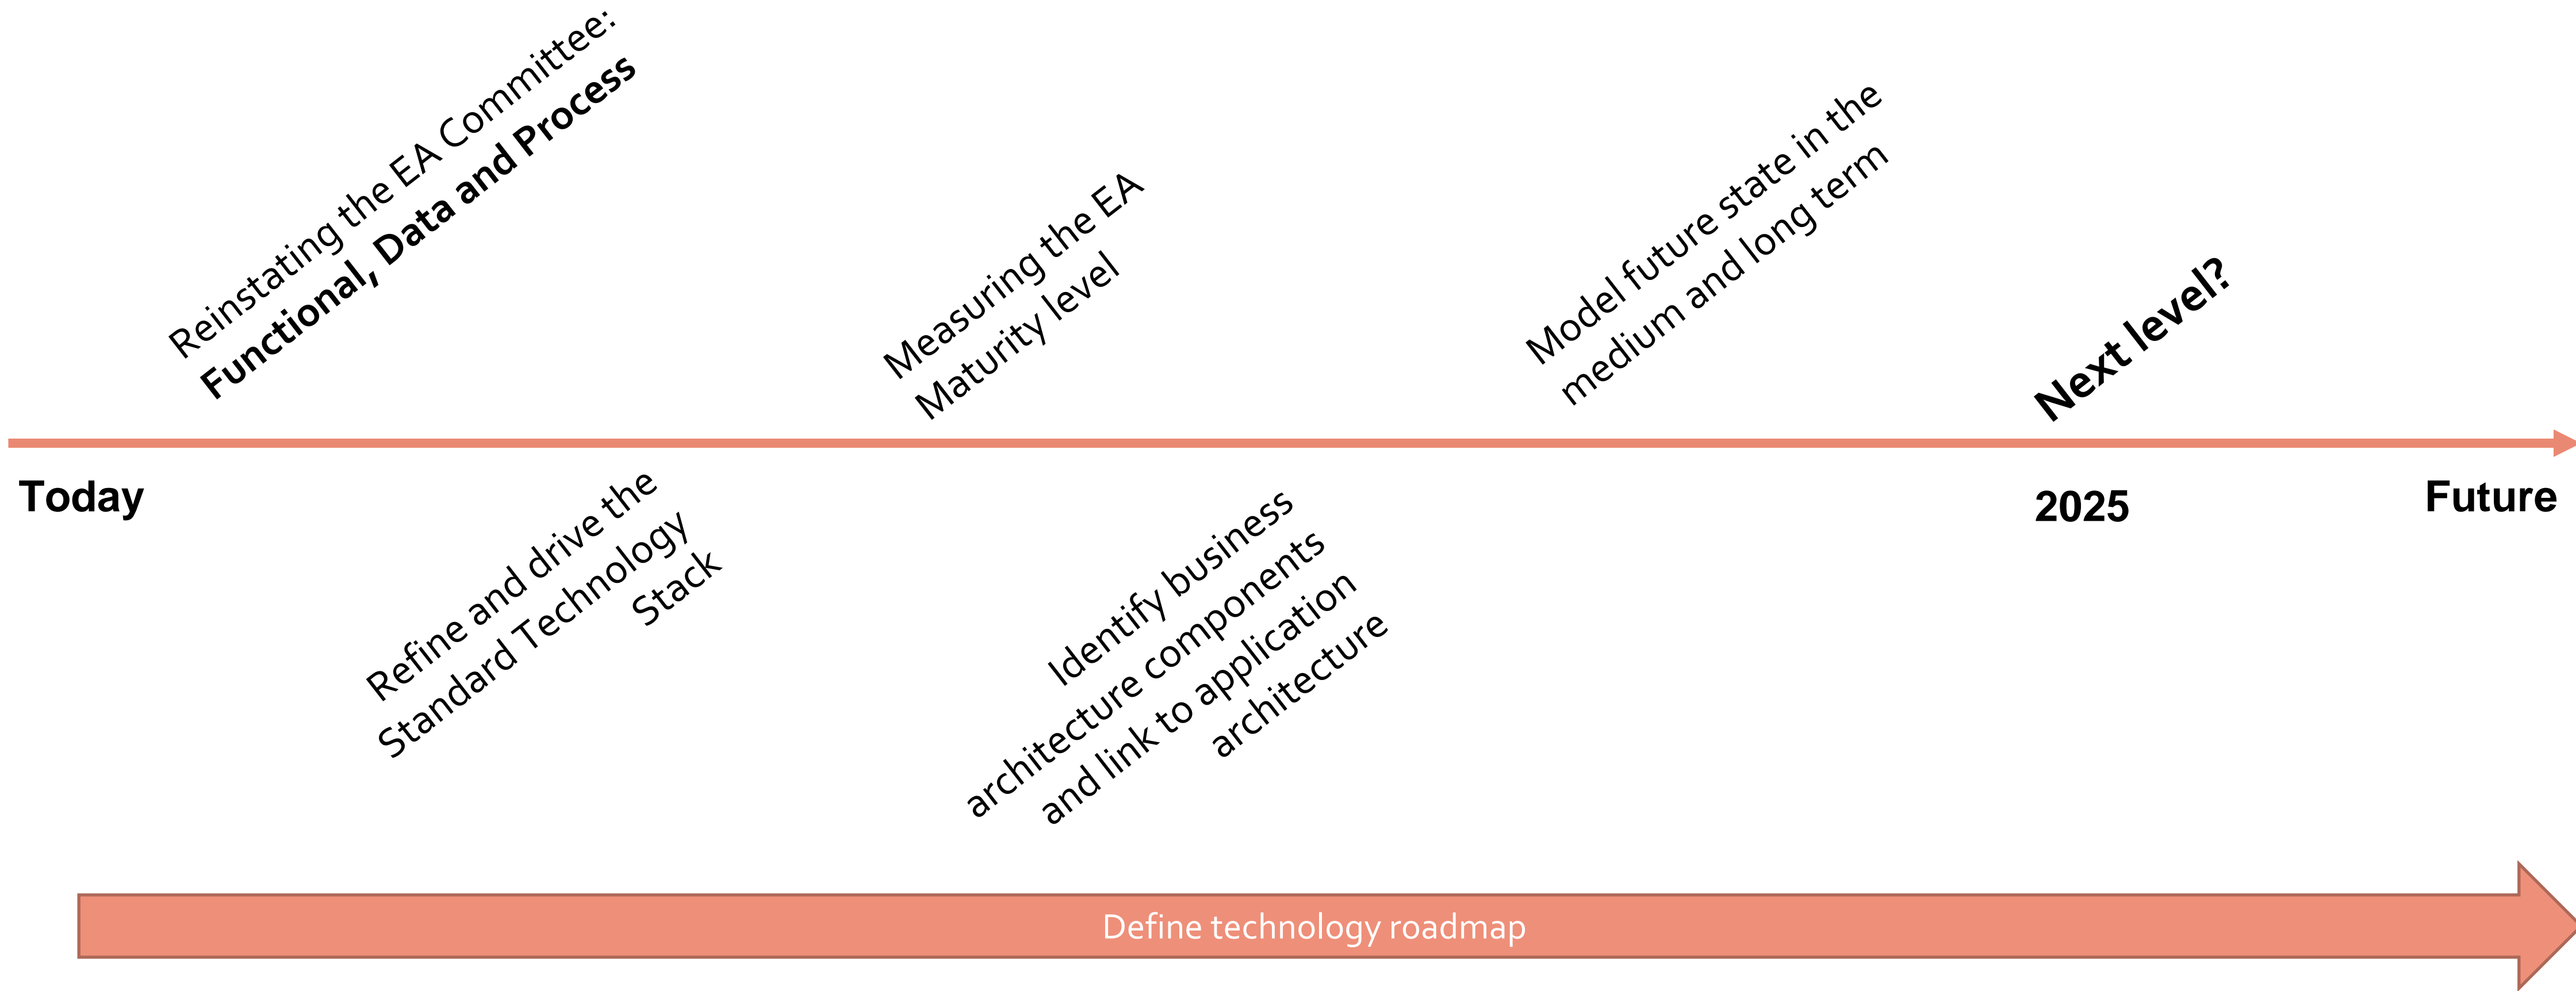 Reinstating the EA Committee:
Functional, Data and Process
Measuring the EA
Maturity level
Model future state in the
medium and long term
Next level?
Today
2025
Future
Refine and drive the
Standard Technology
Stack
Identify business
architecture components
and link to application
architecture
Define technology roadmap